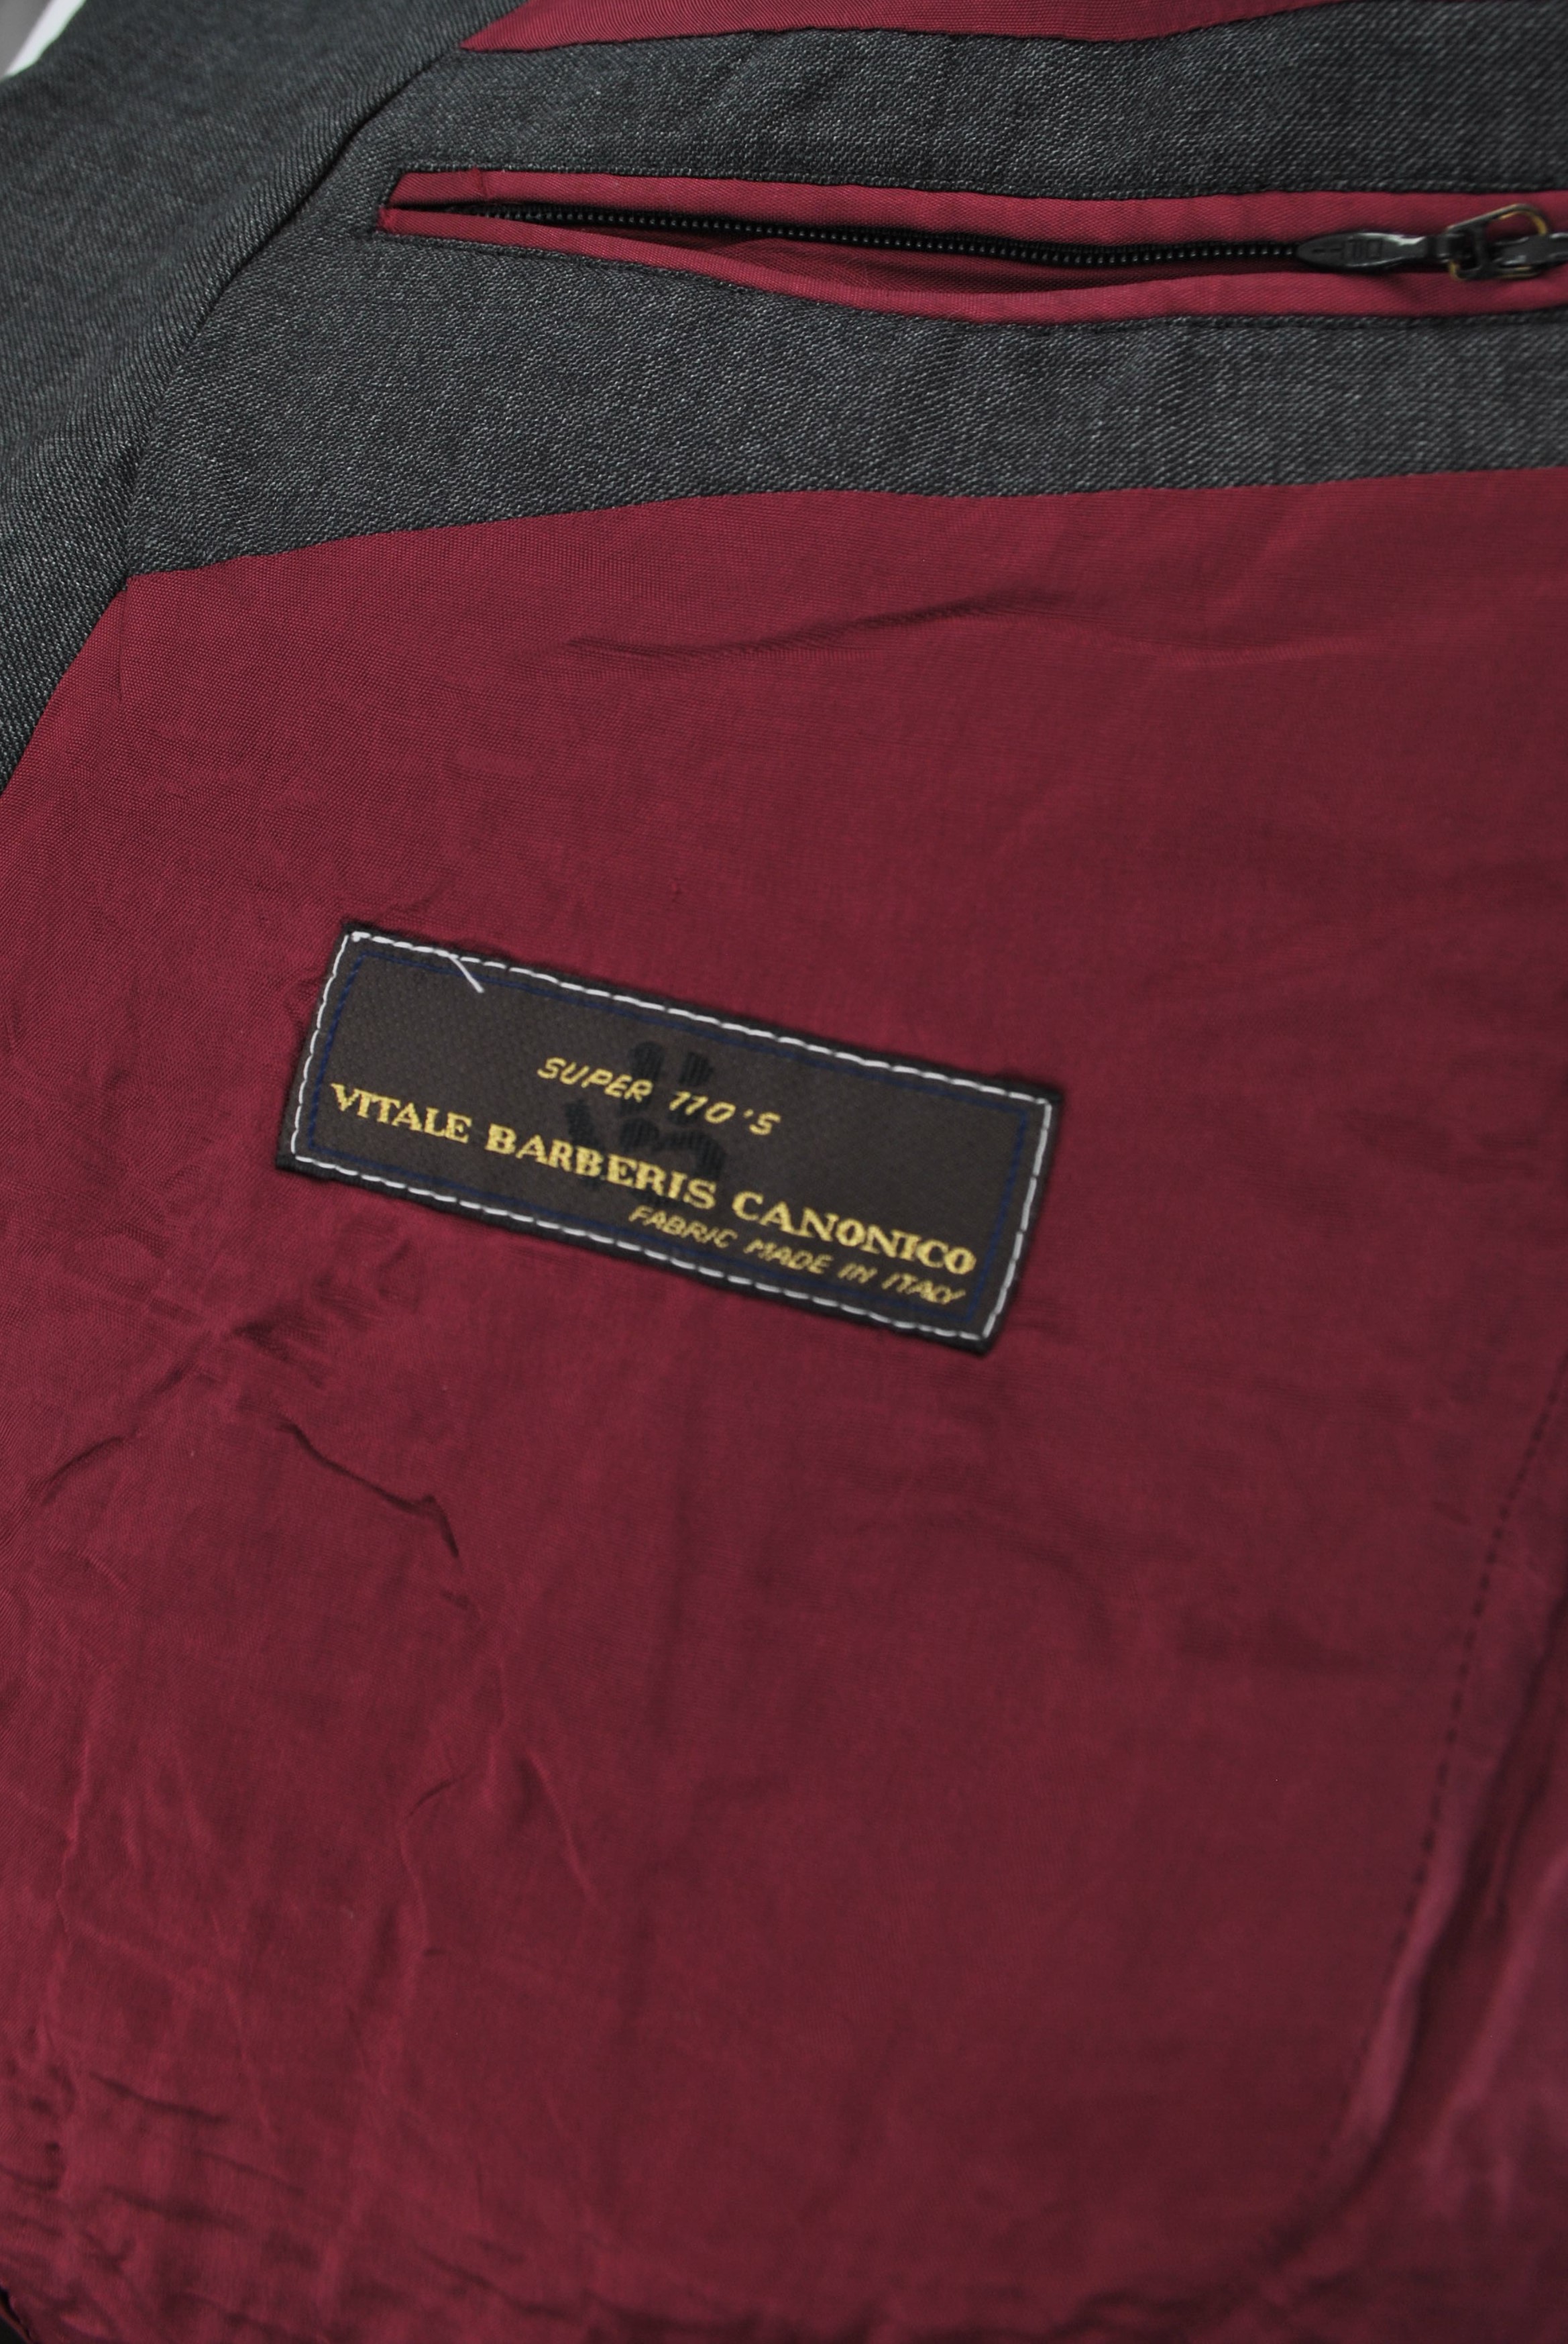 SUPER 110'S
VITALE BARBERIS CANONICO
FABRIC MADE IN ITALY